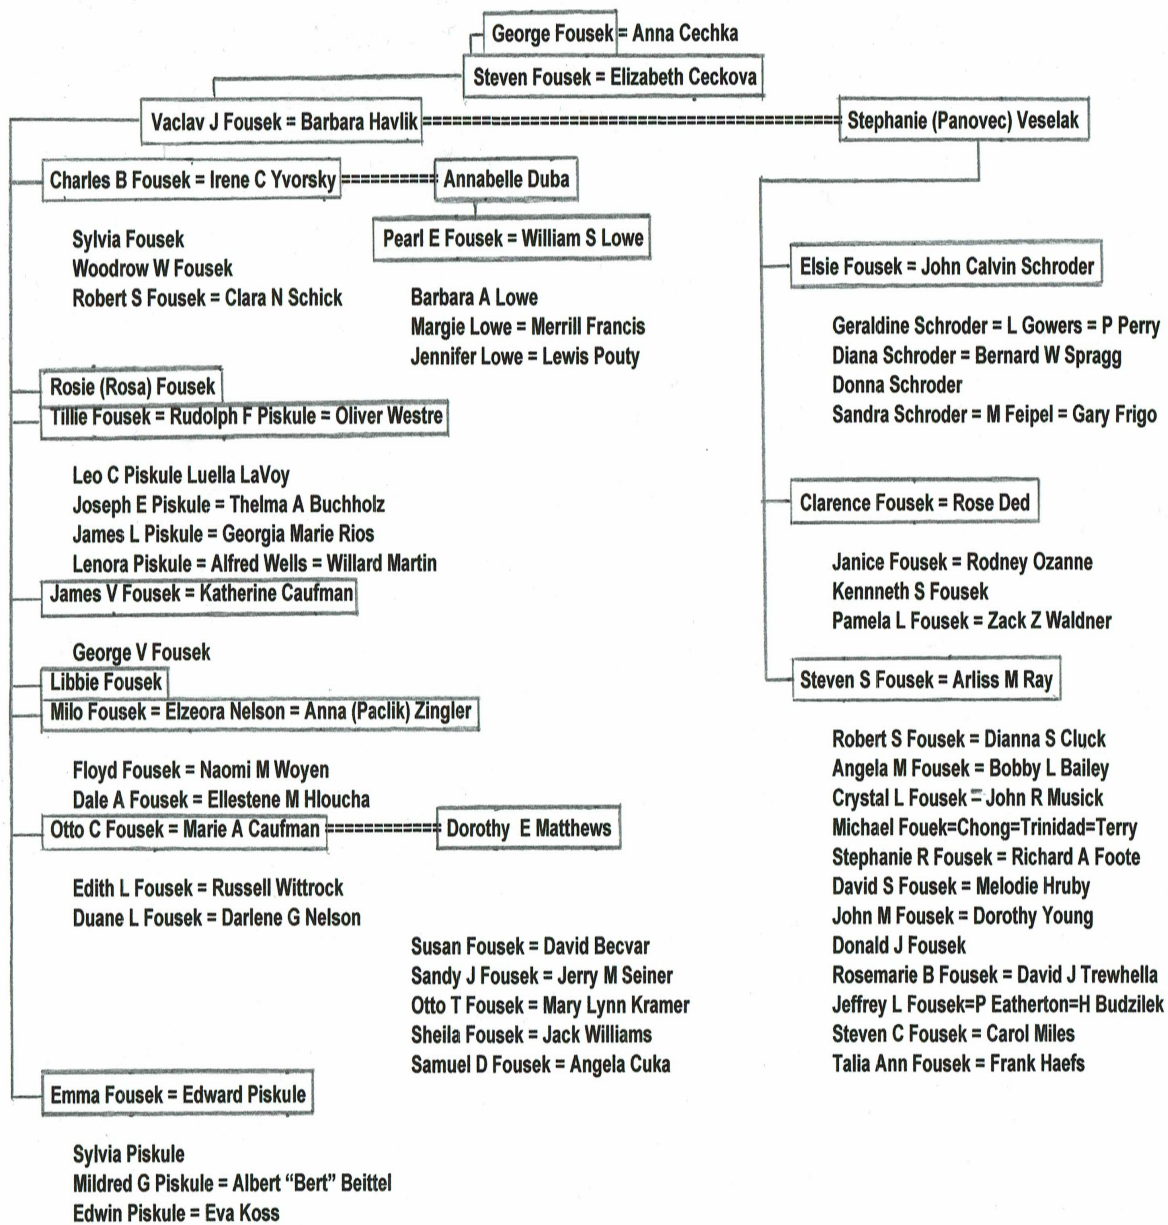 George Fousek = Anna Cechka
Steven Fousek = Elizabeth Ceckova
Vaclav J Fousek = Barbara Havlik ======================================== Stephanie (Panovec) Veselak
Charles B Fousek = Irene C Yvorsky ========== Annabelle Duba
Sylvia Fousek
Woodrow W Fousek
Robert S Fousek = Clara N Schick
Pearl E Fousek = William S Lowe
Barbara A Lowe
Margie Lowe = Merrill Francis
Jennifer Lowe = Lewis Pouty
Rosie (Rosa) Fousek
Tillie Fousek = Rudolph F Piskule = Oliver Westre
Leo C Piskule Luella LaVoy
Joseph E Piskule = Thelma A Buchholz
James L Piskule = Georgia Marie Rios
Lenora Piskule = Alfred Wells = Willard Martin
James V Fousek = Katherine Caufman
George V Fousek
Libbie Fousek
Milo Fousek = Elzeora Nelson = Anna (Paclik) Zingler
Floyd Fousek = Naomi M Woyen
Dale A Fousek = Ellestene M Hloucha
Otto C Fousek = Marie A Caufman =========== Dorothy E Matthews
Edith L Fousek = Russell Wittrock
Duane L Fousek = Darlene G Nelson
Susan Fousek = David Becvar
Sandy J Fousek = Jerry M Seiner
Otto T Fousek = Mary Lynn Kramer
Sheila Fousek = Jack Williams
Samuel D Fousek = Angela Cuka
Emma Fousek = Edward Piskule
Sylvia Piskule
Mildred G Piskule = Albert “Bert” Beittel
Edwin Piskule = Eva Koss
Elsie Fousek = John Calvin Schroder
Geraldine Schroder = L Gowers = P Perry
Diana Schroder = Bernard W Spragg
Donna Schroder
Sandra Schroder = M Feipel = Gary Frigo
Clarence Fousek = Rose Ded
Janice Fousek = Rodney Ozanne
Kennneth S Fousek
Pamela L Fousek = Zack Z Waldner
Steven S Fousek = Arliss M Ray
Robert S Fousek = Dianna S Cluck
Angela M Fousek = Bobby L Bailey
Crystal L Fousek = John R Musick
Michael Fouek=Chong=Trinidad=Terry
Stephanie R Fousek = Richard A Foote
David S Fousek = Melodie Hruby
John M Fousek = Dorothy Young
Donald J Fousek
Rosemarie B Fousek = David J Trewhella
Jeffrey L Fousek=P Eatherton=H Budzilek
Steven C Fousek = Carol Miles
Talia Ann Fousek = Frank Haefs